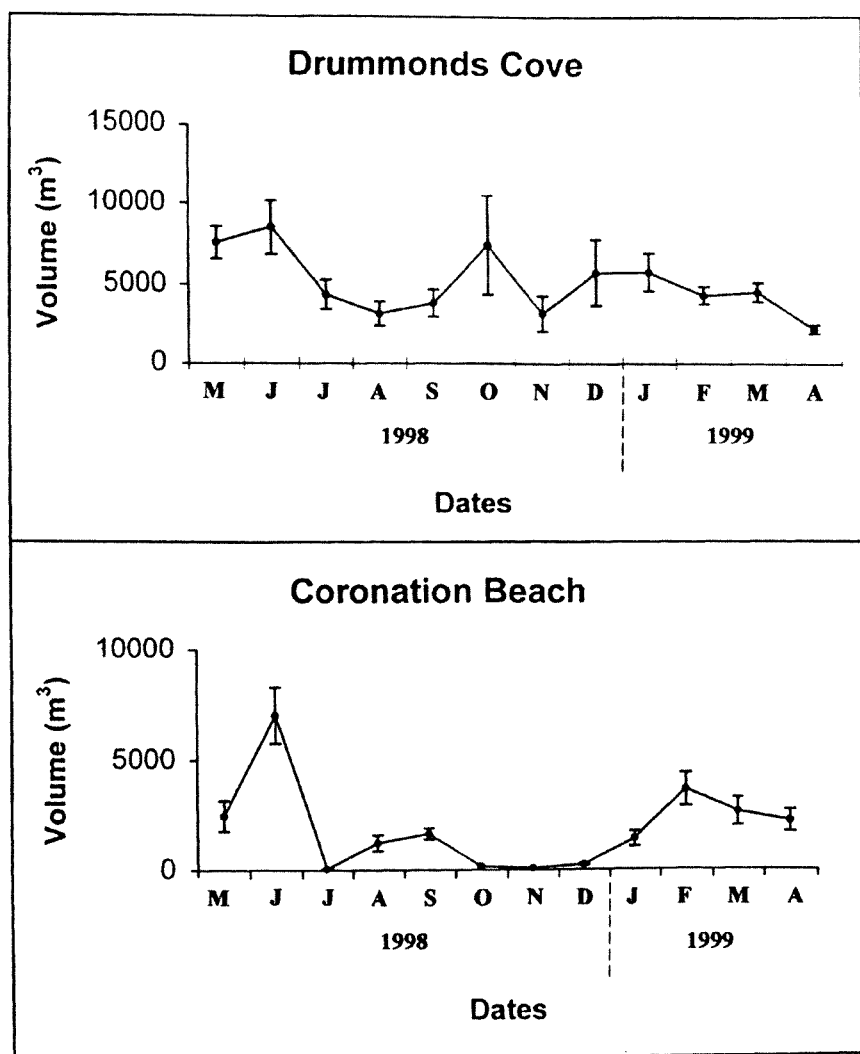 Drummonds Cove
Volume (m³)
15000
10000
5000
0
M J J A S O N D J F M A
1998 1999
Dates
Coronation Beach
Volume (m³)
10000
5000
0
M J J A S O N D J F M A
1998 1999
Dates